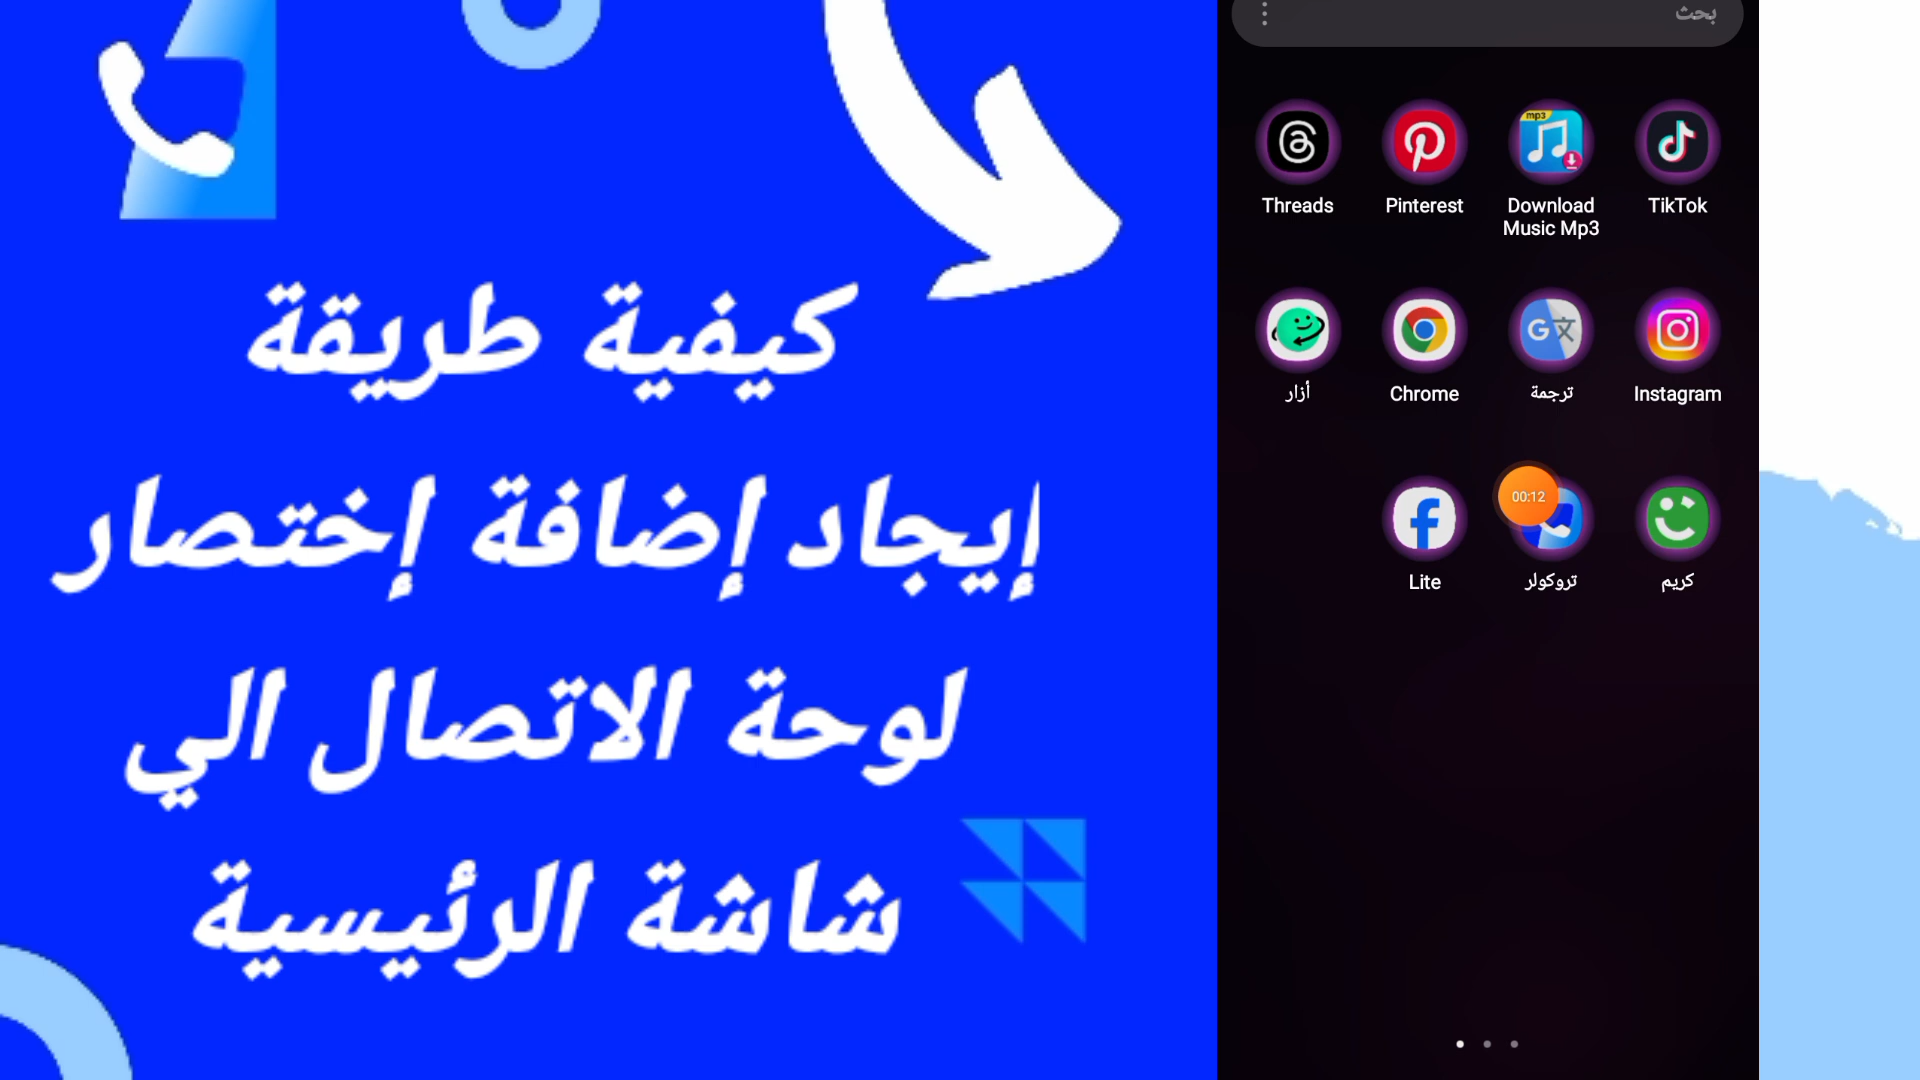 كيفية طريقة
إيجاد إضافة إختصار
لوحة الاتصال الي
شاشة الرئيسية
بحث
Threads
Pinterest
mp3
Download
Music Mp3
TikTok
أزار
Chrome
ترجمة
Instagram
Lite
00:12
تروكولر
كريم